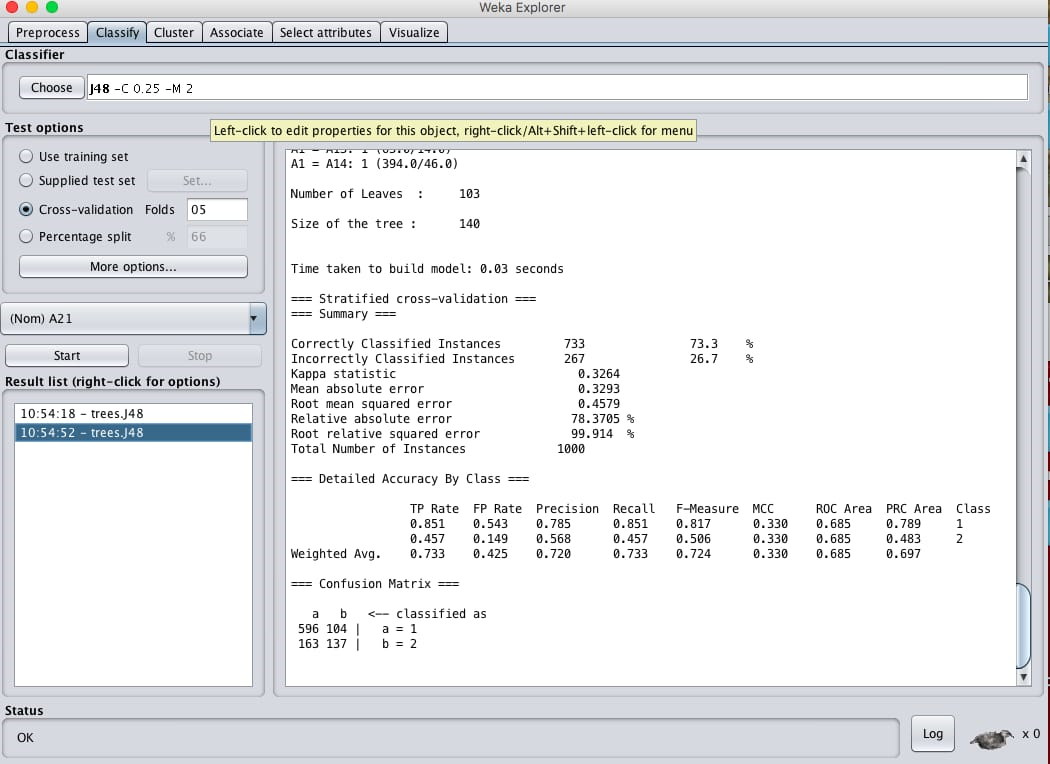 Weka Explorer
Preprocess Classify Cluster Associate Select attributes Visualize
Classifier
Choose J48 -C 0.25 -M 2
Left-click to edit properties for this object, right-click/Alt+Shift+left-click for menu
Test options
Use training set
Supplied test set Set...
Cross-validation Folds 05
Percentage split % 66
More options...
(Nom) A21
Start Stop
Result list (right-click for options)
10:54:18 - trees.J48
10:54:52 - trees.J48
A1 = A14: 1 (394.0/46.0)
Number of Leaves : 103
Size of the tree : 140
Time taken to build model: 0.03 seconds
=== Stratified cross-validation ===
=== Summary ===
Correctly Classified Instances 733 73.3 %
Incorrectly Classified Instances 267 26.7 %
Kappa statistic 0.3264
Mean absolute error 0.3293
Root mean squared error 0.4579
Relative absolute error 78.3705 %
Root relative squared error 99.914 %
Total Number of Instances 1000
=== Detailed Accuracy By Class ===
TP Rate FP Rate Precision Recall F-Measure MCC ROC Area PRC Area Class
0.851 0.543 0.785 0.851 0.817 0.330 0.685 0.789 1
0.457 0.149 0.568 0.457 0.506 0.330 0.685 0.483 2
Weighted Avg. 0.733 0.425 0.720 0.733 0.724 0.330 0.685 0.697
=== Confusion Matrix ===
a b <-- classified as
596 104 | a = 1
163 137 | b = 2
Status
OK
Log x 0